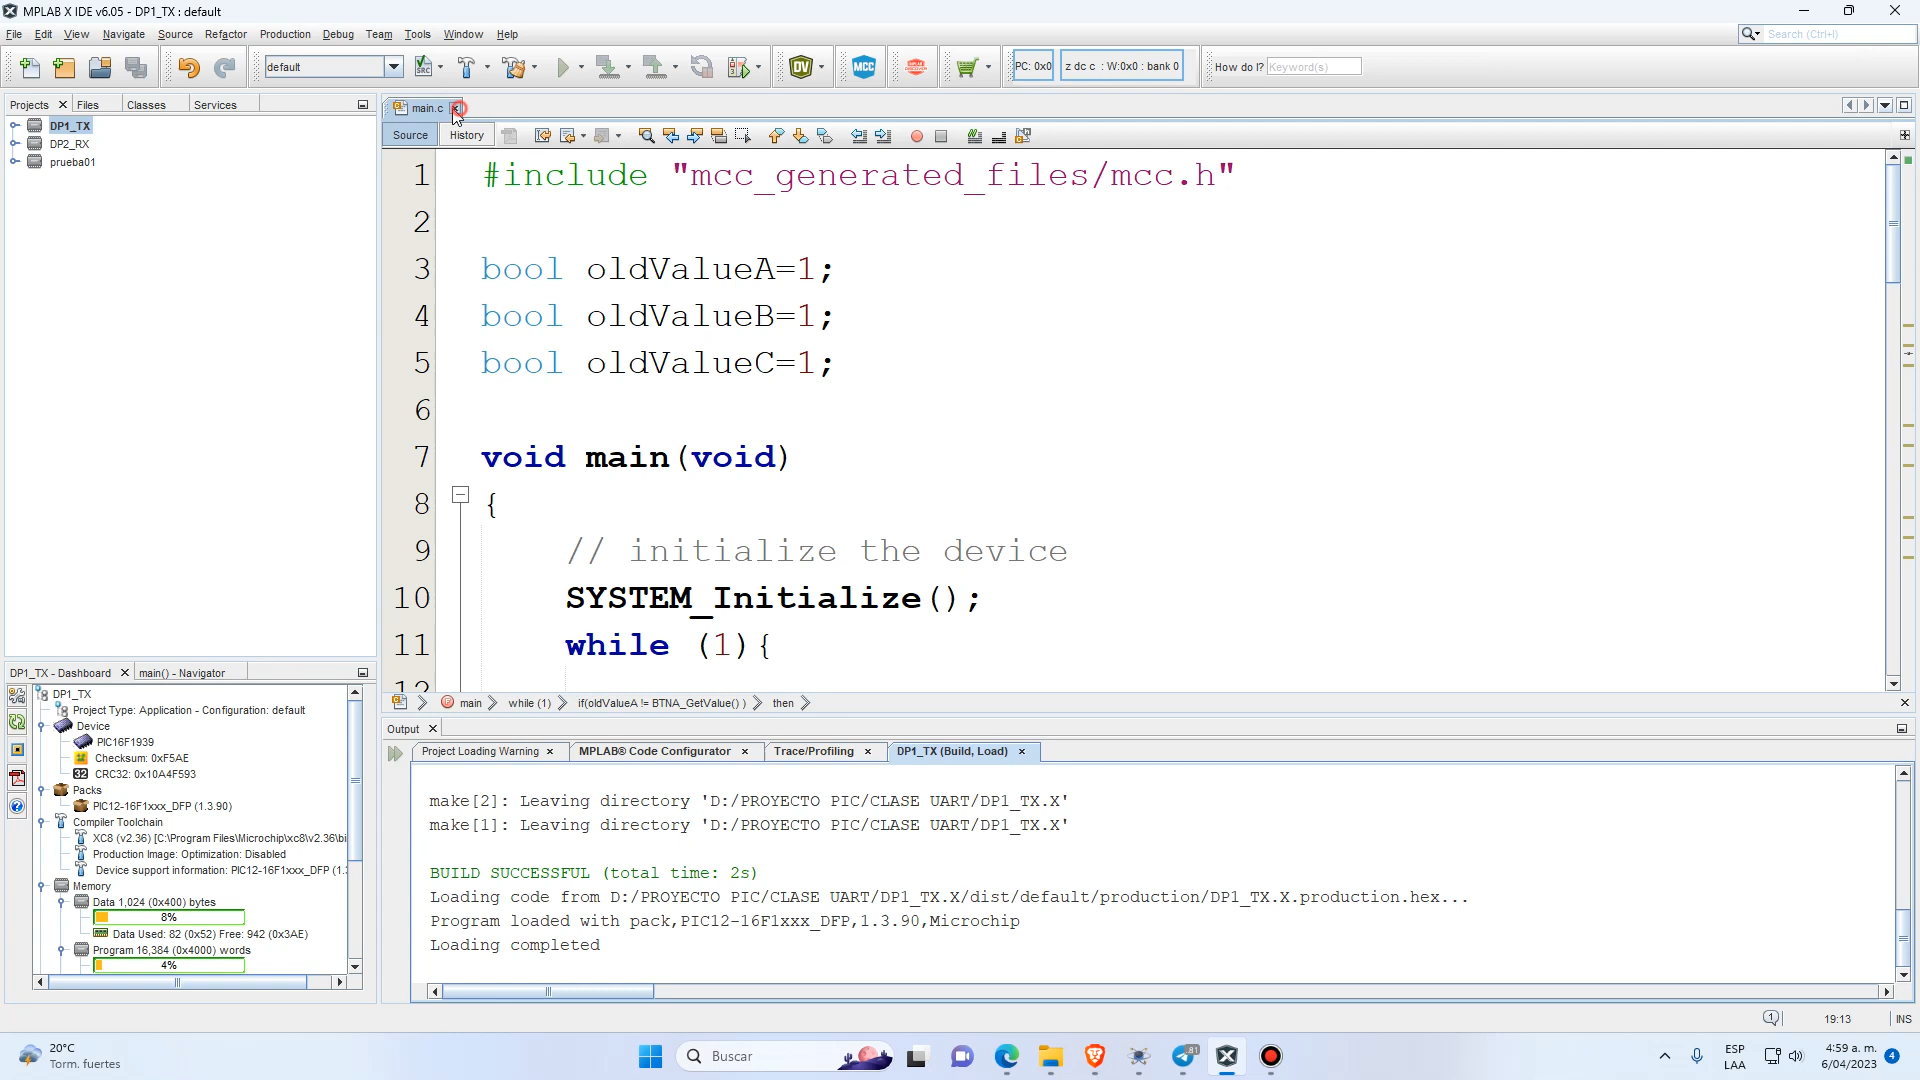 MPLAB X IDE v6.05 - DP1_TX : default
File Edit View Navigate Source Refactor Production Debug Team Tools Window Help
Search (Ctrl+I)
default
PC: 0x0
z dc c : W:0x0 : bank 0
How do I? Keyword(s)
Projects Files Classes Services
DP1_TX
DP2_RX
prueba01
main.c
Source History
1 #include "mcc_generated_files/mcc.h"
2
3 bool oldValueA=1;
4 bool oldValueB=1;
5 bool oldValueC=1;
6
7 void main(void)
8 {
9 // initialize the device
10 SYSTEM_Initialize();
11 while (1){
12
main while (1) if(oldValueA != BTNA_GetValue() ) then
DP1_TX - Dashboard main() - Navigator
DP1_TX
Project Type: Application - Configuration: default
Device
PIC16F1939
Checksum: 0xF5AE
CRC32: 0x10A4F593
Packs
PIC12-16F1xxx_DFP (1.3.90)
Compiler Toolchain
XC8 (v2.36) [C:\Program Files\Microchip\xc8\v2.36\bi
Production Image: Optimization: Disabled
Device support information: PIC12-16F1xxx_DFP (1.
Memory
Data 1,024 (0x400) bytes
8%
Data Used: 82 (0x52) Free: 942 (0x3AE)
Program 16,384 (0x4000) words
4%
Output
Project Loading Warning MPLAB® Code Configurator Trace/Profiling DP1_TX (Build, Load)
make[2]: Leaving directory 'D:/PROYECTO PIC/CLASE UART/DP1_TX.X'
make[1]: Leaving directory 'D:/PROYECTO PIC/CLASE UART/DP1_TX.X'
BUILD SUCCESSFUL (total time: 2s)
Loading code from D:/PROYECTO PIC/CLASE UART/DP1_TX.X/dist/default/production/DP1_TX.X.production.hex...
Program loaded with pack,PIC12-16F1xxx_DFP,1.3.90,Microchip
Loading completed
1 19:13 INS
20°C
Torm. fuertes
Buscar
81
ESP
LAA
4:59 a. m.
6/04/2023
4